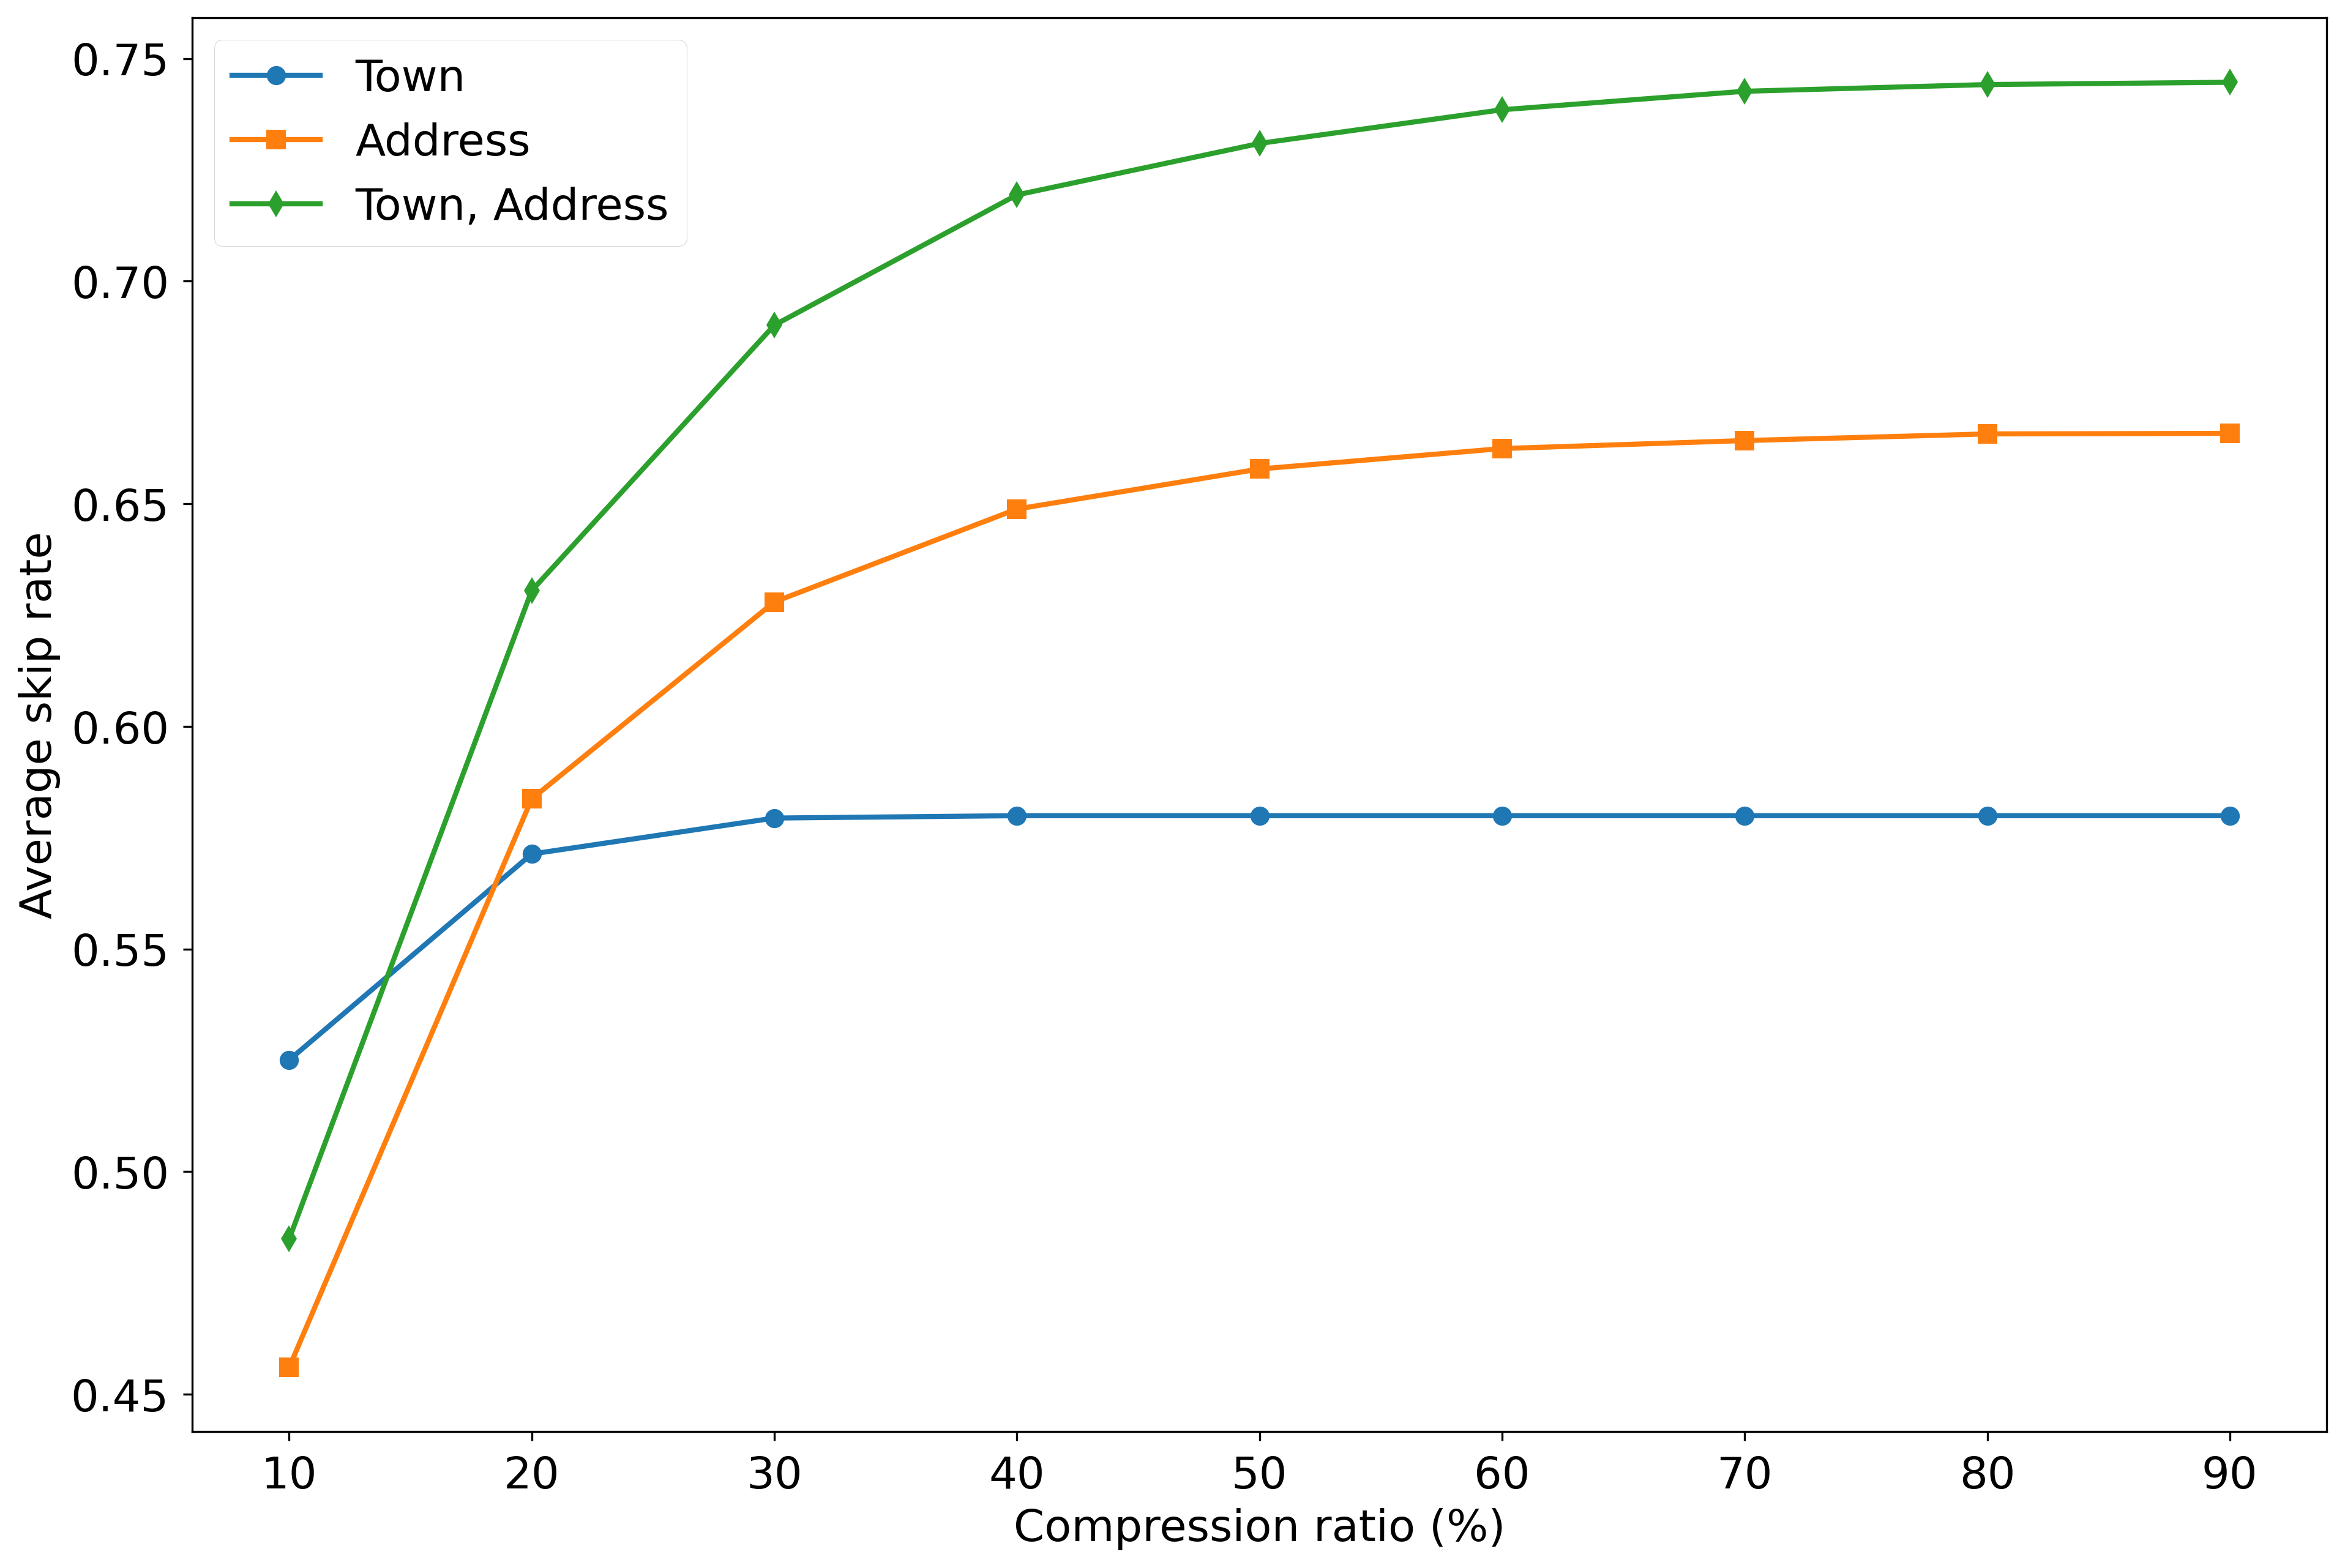 Town
Address
Town, Address
0.75
0.70
0.65
0.60
0.55
0.50
0.45
Average skip rate
10 20 30 40 50 60 70 80 90
Compression ratio (%)